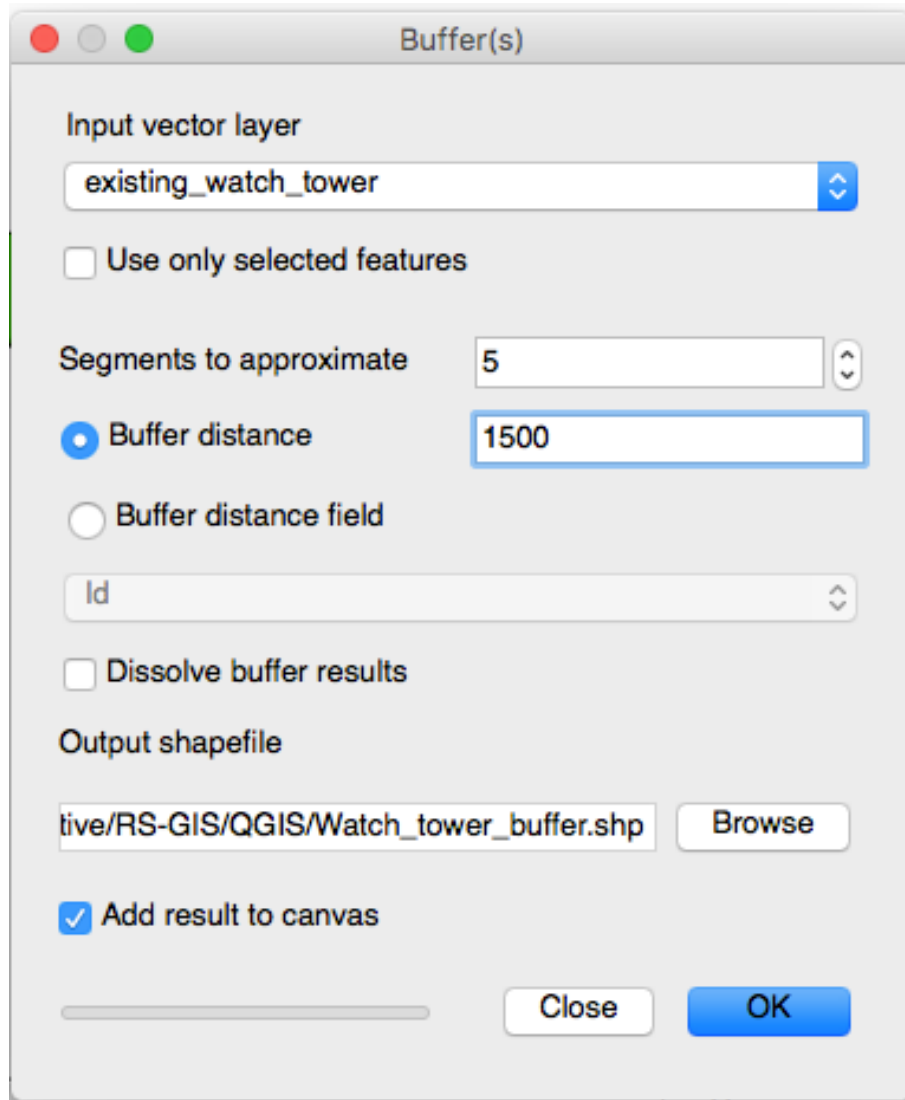 Buffer(s)
Input vector layer
existing_watch_tower
Use only selected features
Segments to approximate 5
Buffer distance 1500
Buffer distance field
Id
Dissolve buffer results
Output shapefile
tive/RS-GIS/QGIS/Watch_tower_buffer.shp Browse
Add result to canvas
Close OK